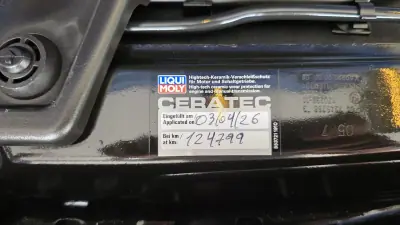 LIQUI MOLY
Hightech-Keramik-Verschleißschutz
für Motor und Schaltgetriebe.
High-tech ceramic wear protection for
engine and manual transmission.
CERATEC
Eingefüllt am
Applied on 03/04/26
Bei km/
at km: 124799